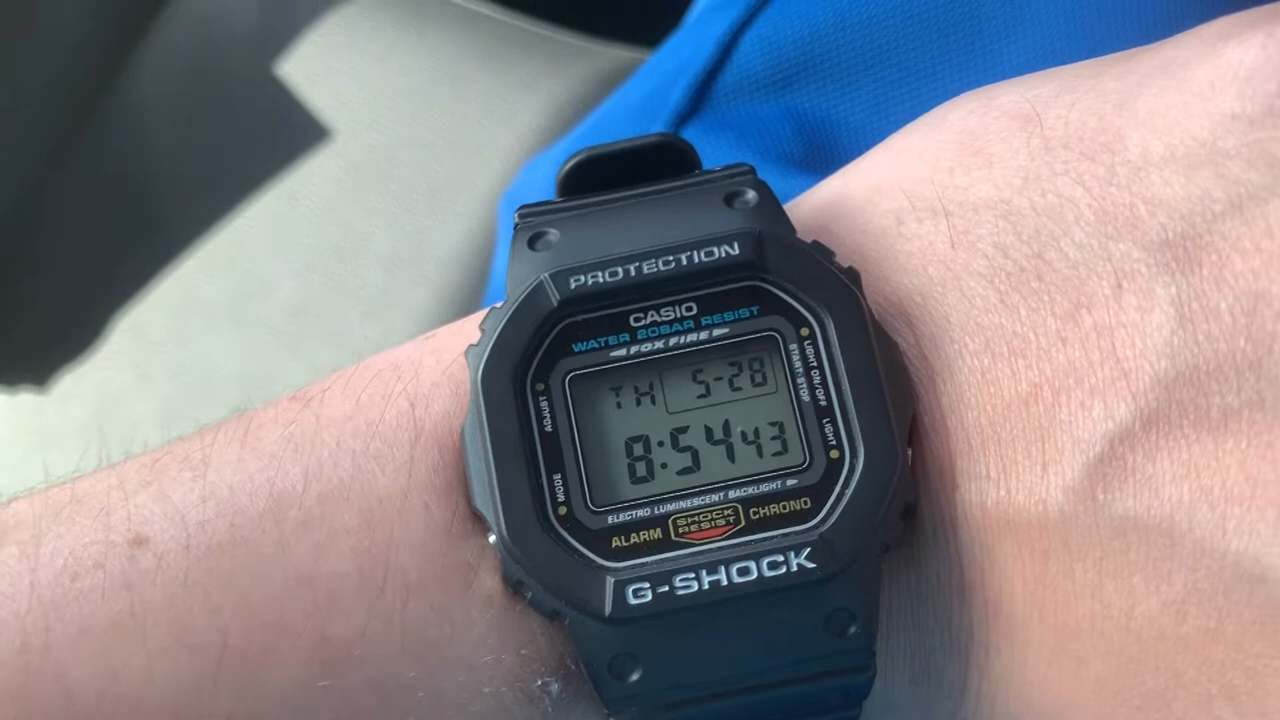 PROTECTION
CASIO
WATER 20BAR RESIST
FOX FIRE
LIGHT ON/OFF
START·STOP
LIGHT
ADJUST
MODE
TH 5-28
8:54 43
ELECTRO LUMINESCENT BACKLIGHT
ALARM SHOCK RESIST CHRONO
G-SHOCK